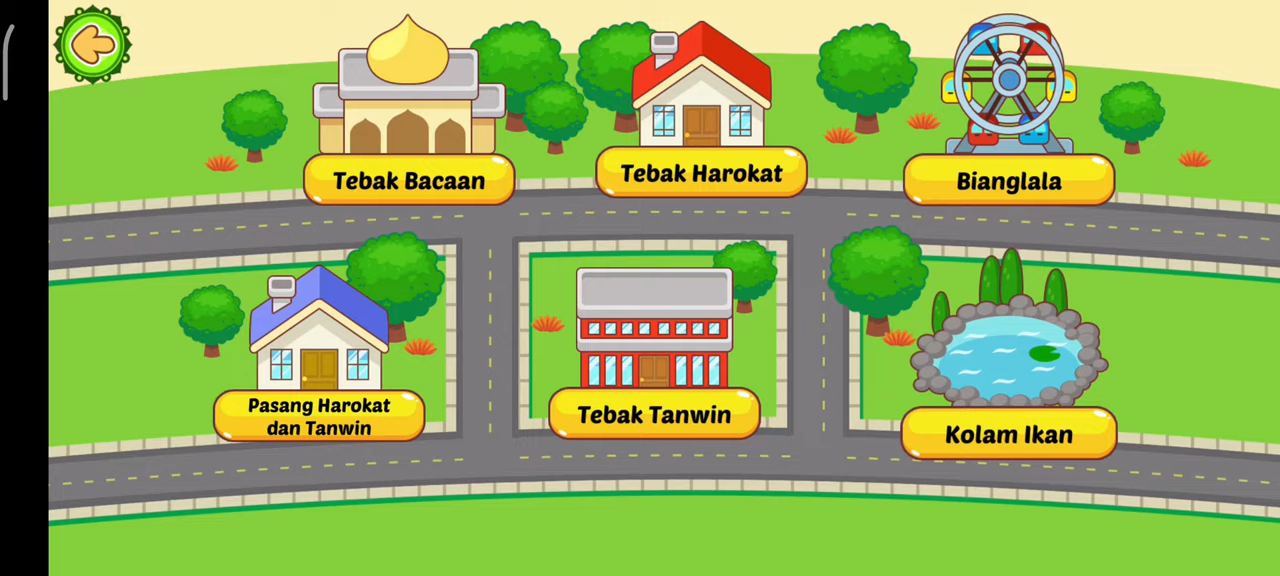 Tebak Bacaan
Tebak Harokat
Bianglala
Pasang Harokat
dan Tanwin
Tebak Tanwin
Kolam Ikan